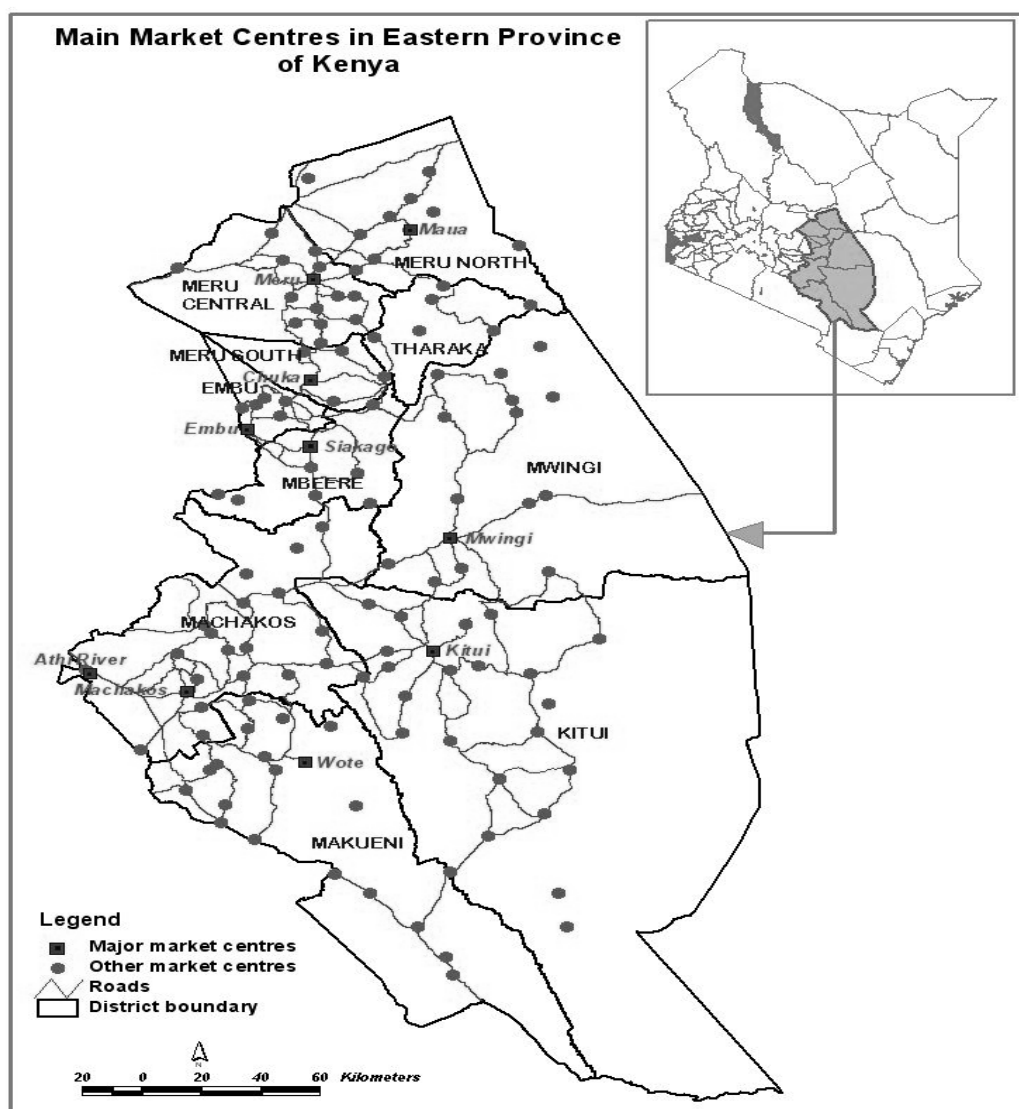 Main Market Centres in Eastern Province
of Kenya
Maua
MERU NORTH
Meru
MERU
CENTRAL
THARAKA
MERU SOUTH
Chuka
EMBU
Embu
Siakago
MBEERE
MWINGI
Mwingi
MACHAKOS
Athi River
Machakos
Kitui
KITUI
Wote
MAKUENI
Legend
Major market centres
Other market centres
Roads
District boundary
N
20 0 20 40 60 Kilometers